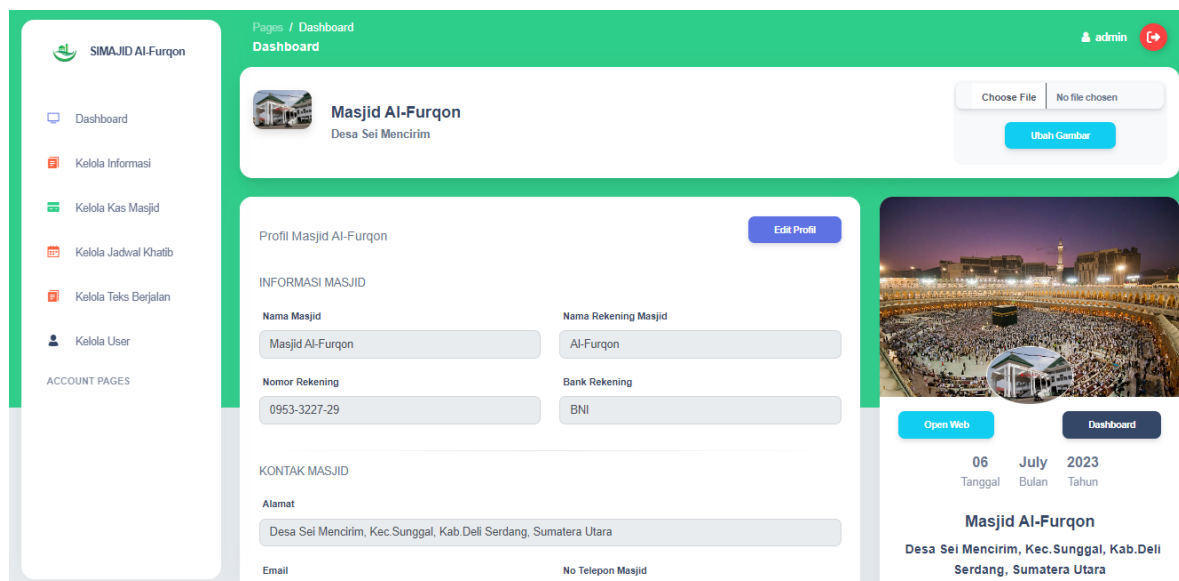 SIMAJID Al-Furqon
Dashboard
Kelola Informasi
Kelola Kas Masjid
Kelola Jadwal Khatib
Kelola Teks Berjalan
Kelola User
ACCOUNT PAGES
Pages / Dashboard
Dashboard
admin
Masjid Al-Furqon
Desa Sei Mencirim
Choose File No file chosen
Ubah Gambar
Profil Masjid Al-Furqon
Edit Profil
INFORMASI MASJID
Nama Masjid Nama Rekening Masjid
Masjid Al-Furqon Al-Furqon
Nomor Rekening Bank Rekening
0953-3227-29 BNI
KONTAK MASJID
Alamat
Desa Sei Mencirim, Kec.Sunggal, Kab.Deli Serdang, Sumatera Utara
Email No Telepon Masjid
Open Web Dashboard
06 July 2023
Tanggal Bulan Tahun
Masjid Al-Furqon
Desa Sei Mencirim, Kec.Sunggal, Kab.Deli
Serdang, Sumatera Utara